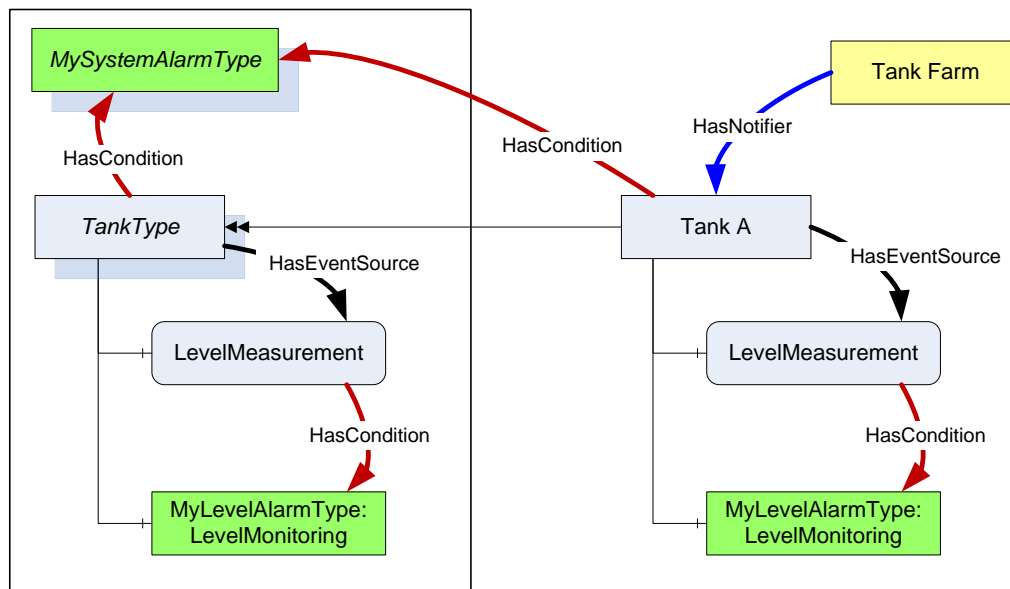 MySystemAlarmType
Tank Farm
HasNotifier
HasCondition
HasCondition
TankType
Tank A
HasEventSource
HasEventSource
LevelMeasurement
LevelMeasurement
HasCondition
HasCondition
MyLevelAlarmType:
LevelMonitoring
MyLevelAlarmType:
LevelMonitoring